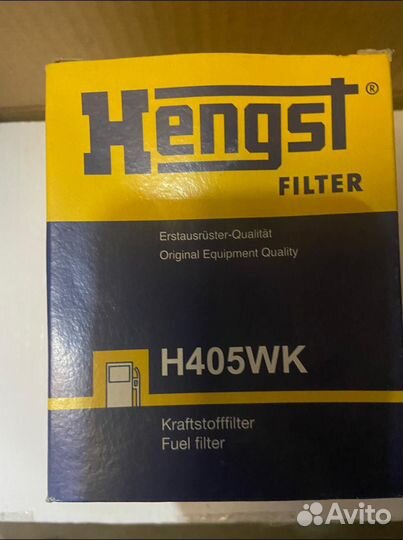 Hengst®
FILTER
Erstausrüster-Qualität
Original Equipment Quality
H405WK
Kraftstofffilter
Fuel filter
Avito